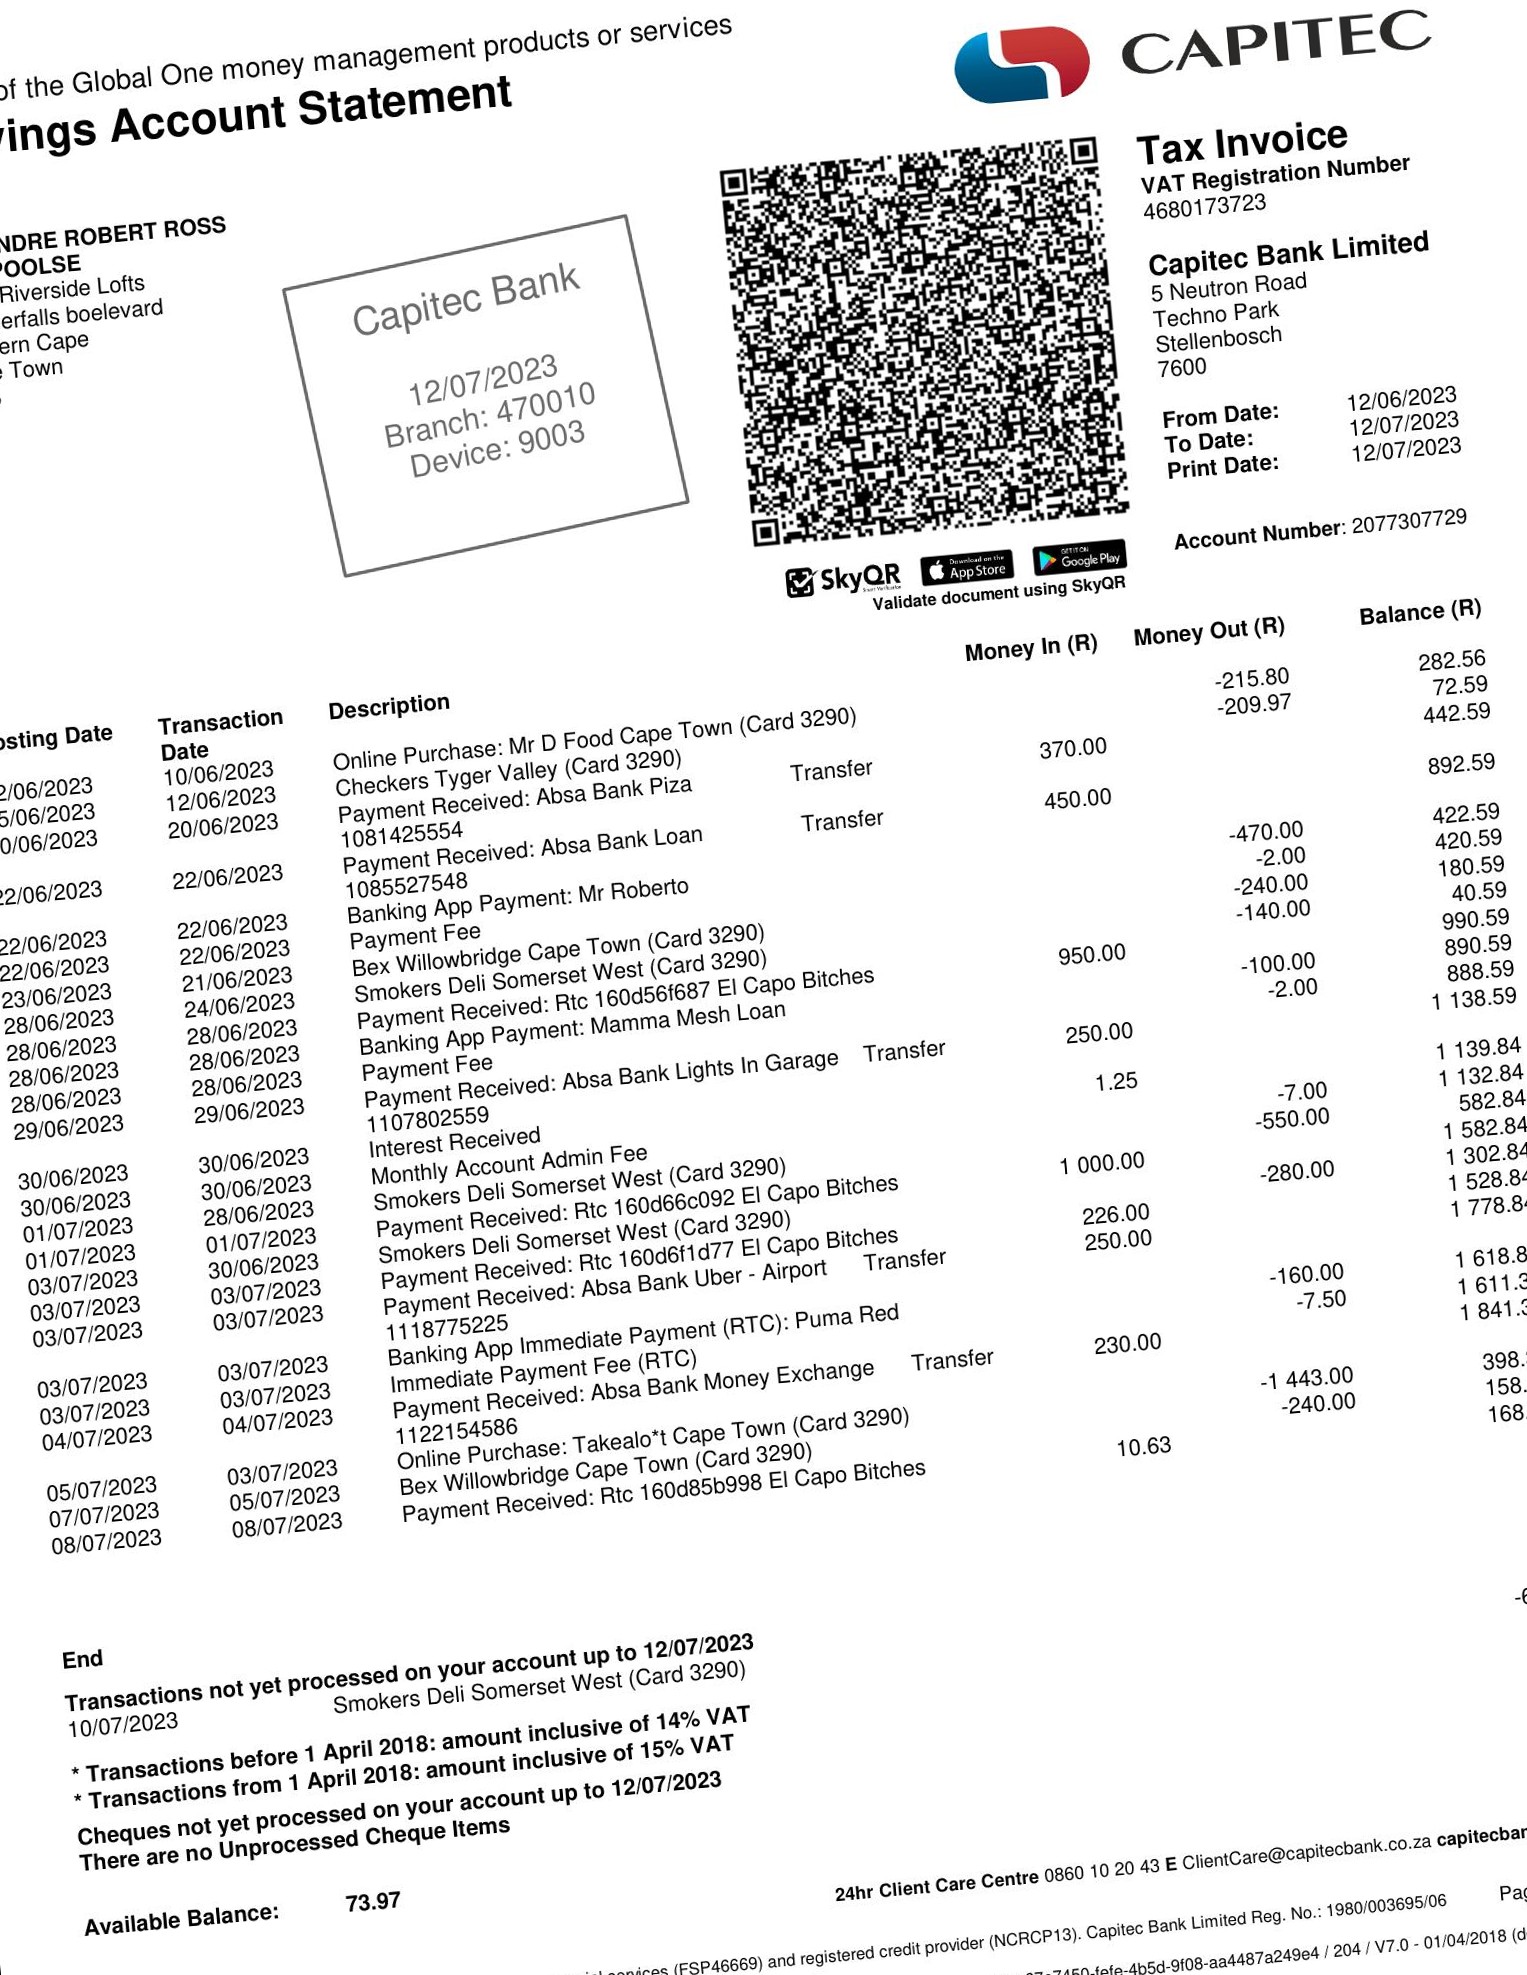 of the Global One money management products or services
ings Account Statement
CAPITEC
Tax Invoice
VAT Registration Number
4680173723
Capitec Bank Limited
5 Neutron Road
Techno Park
Stellenbosch
7600
From Date: 12/06/2023
To Date: 12/07/2023
Print Date: 12/07/2023
Account Number: 2077307729
NDRE ROBERT ROSS
POOLSE
Riverside Lofts
erfalls boelevard
ern Cape
Town
Capitec Bank
12/07/2023
Branch: 470010
Device: 9003
SkyQR
Download on the App Store
GET IT ON Google Play
Validate document using SkyQR
osting Date Transaction Date Description Money In (R) Money Out (R) Balance (R)
2/06/2023 10/06/2023 Online Purchase: Mr D Food Cape Town (Card 3290) -215.80 282.56
5/06/2023 12/06/2023 Checkers Tyger Valley (Card 3290) -209.97 72.59
0/06/2023 20/06/2023 Payment Received: Absa Bank Piza Transfer 370.00 442.59
1081425554
22/06/2023 22/06/2023 Payment Received: Absa Bank Loan Transfer 450.00 892.59
1085527548
22/06/2023 22/06/2023 Banking App Payment: Mr Roberto -470.00 422.59
22/06/2023 22/06/2023 Payment Fee -2.00 420.59
23/06/2023 21/06/2023 Bex Willowbridge Cape Town (Card 3290) -240.00 180.59
28/06/2023 24/06/2023 Smokers Deli Somerset West (Card 3290) -140.00 40.59
28/06/2023 28/06/2023 Payment Received: Rtc 160d56f687 El Capo Bitches 950.00 990.59
28/06/2023 28/06/2023 Banking App Payment: Mamma Mesh Loan -100.00 890.59
28/06/2023 28/06/2023 Payment Fee -2.00 888.59
29/06/2023 29/06/2023 Payment Received: Absa Bank Lights In Garage Transfer 250.00 1 138.59
1107802559
30/06/2023 30/06/2023 Interest Received 1.25 1 139.84
30/06/2023 30/06/2023 Monthly Account Admin Fee -7.00 1 132.84
01/07/2023 28/06/2023 Smokers Deli Somerset West (Card 3290) -550.00 582.84
01/07/2023 01/07/2023 Payment Received: Rtc 160d66c092 El Capo Bitches 1 000.00 1 582.84
03/07/2023 30/06/2023 Smokers Deli Somerset West (Card 3290) -280.00 1 302.84
03/07/2023 03/07/2023 Payment Received: Rtc 160d6f1d77 El Capo Bitches 226.00 1 528.84
03/07/2023 03/07/2023 Payment Received: Absa Bank Uber - Airport Transfer 250.00 1 778.84
1118775225
03/07/2023 03/07/2023 Banking App Immediate Payment (RTC): Puma Red -160.00 1 618.8
03/07/2023 03/07/2023 Immediate Payment Fee (RTC) -7.50 1 611.3
04/07/2023 04/07/2023 Payment Received: Absa Bank Money Exchange Transfer 230.00 1 841.3
1122154586
05/07/2023 03/07/2023 Online Purchase: Takealo*t Cape Town (Card 3290) -1 443.00 398.
07/07/2023 05/07/2023 Bex Willowbridge Cape Town (Card 3290) -240.00 158.
08/07/2023 08/07/2023 Payment Received: Rtc 160d85b998 El Capo Bitches 10.63 168.
End
Transactions not yet processed on your account up to 12/07/2023
10/07/2023 Smokers Deli Somerset West (Card 3290)
* Transactions before 1 April 2018: amount inclusive of 14% VAT
* Transactions from 1 April 2018: amount inclusive of 15% VAT
Cheques not yet processed on your account up to 12/07/2023
There are no Unprocessed Cheque Items
Available Balance: 73.97
24hr Client Care Centre 0860 10 20 43 E ClientCare@capitecbank.co.za capitecban
services (FSP46669) and registered credit provider (NCRCP13). Capitec Bank Limited Reg. No.: 1980/003695/06 Pag
7450-fefe-4b5d-9f08-aa4487a249e4 / 204 / V7.0 - 01/04/2018 (d